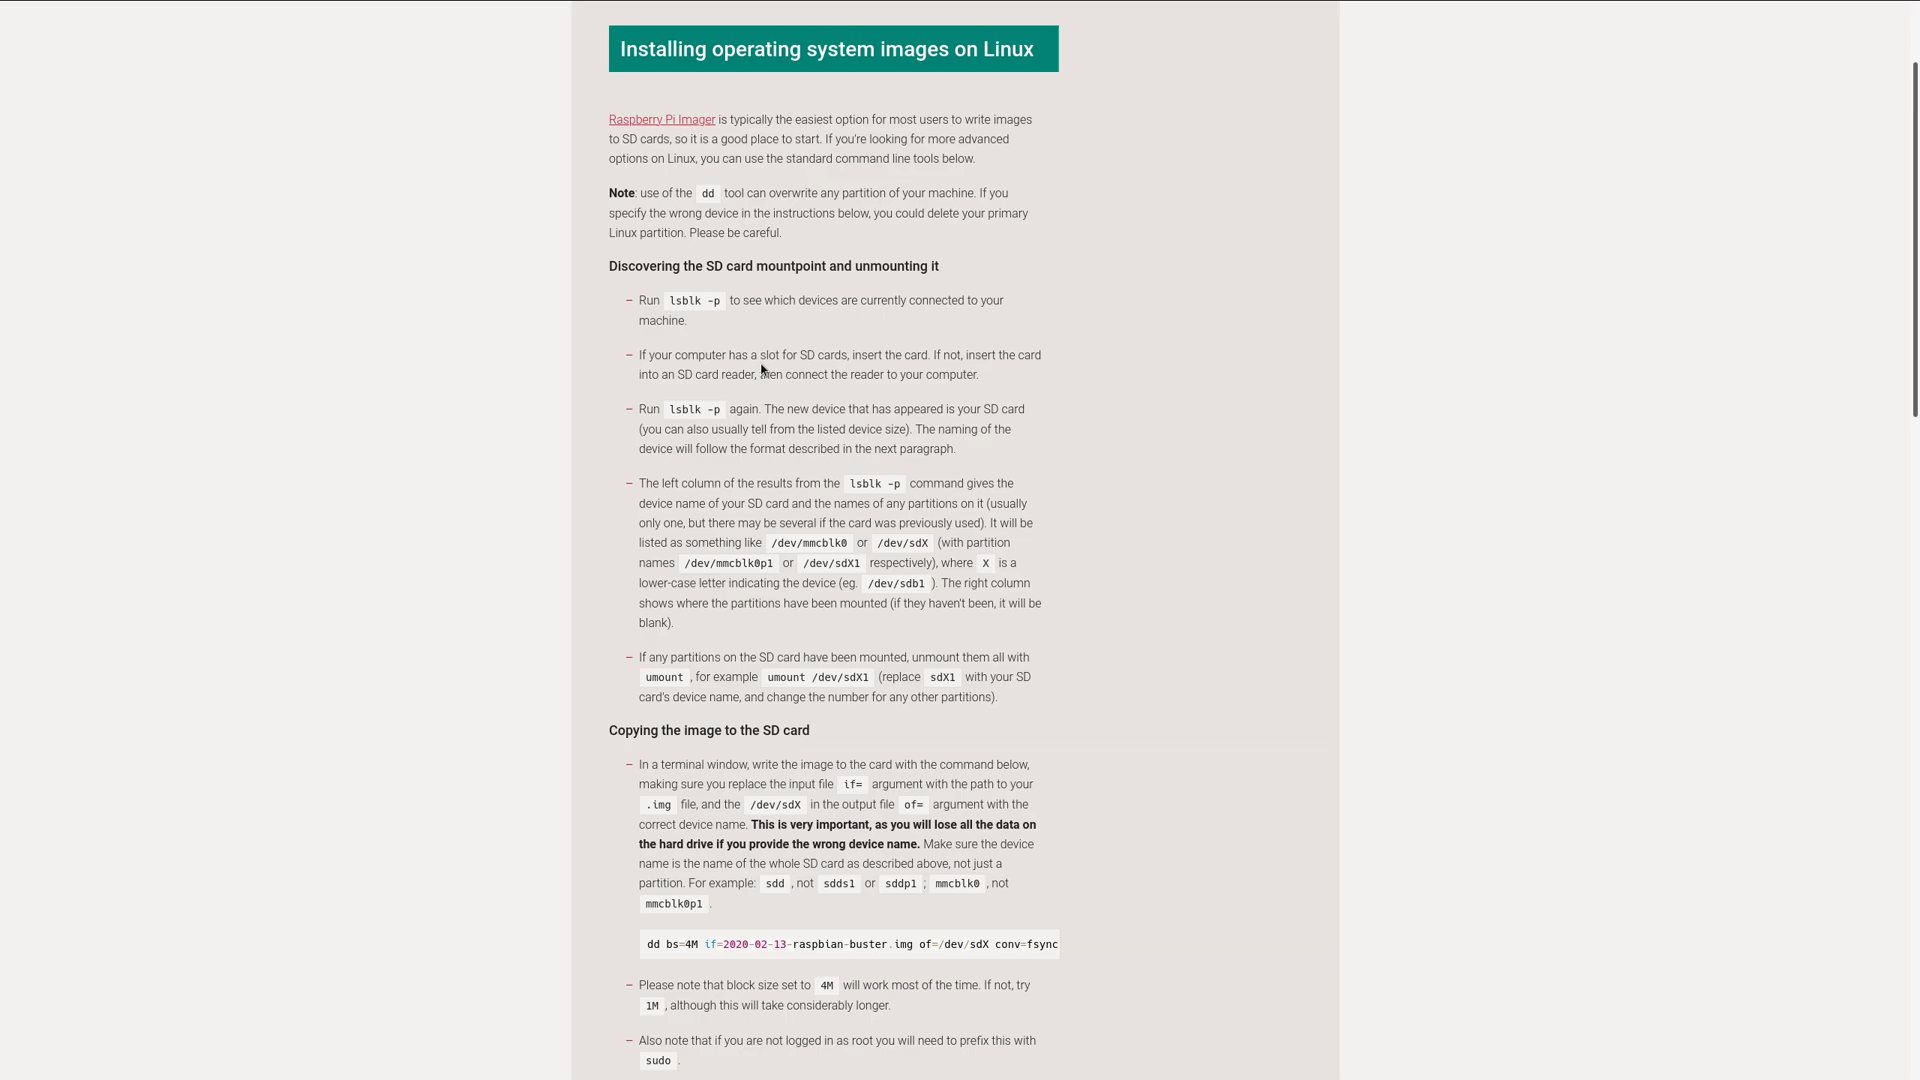 Installing operating system images on Linux
Raspberry Pi Imager is typically the easiest option for most users to write images
to SD cards, so it is a good place to start. If you're looking for more advanced
options on Linux, you can use the standard command line tools below.
Note: use of the dd tool can overwrite any partition of your machine. If you
specify the wrong device in the instructions below, you could delete your primary
Linux partition. Please be careful.
Discovering the SD card mountpoint and unmounting it
– Run lsblk -p to see which devices are currently connected to your
machine.
– If your computer has a slot for SD cards, insert the card. If not, insert the card
into an SD card reader, then connect the reader to your computer.
– Run lsblk -p again. The new device that has appeared is your SD card
(you can also usually tell from the listed device size). The naming of the
device will follow the format described in the next paragraph.
– The left column of the results from the lsblk -p command gives the
device name of your SD card and the names of any partitions on it (usually
only one, but there may be several if the card was previously used). It will be
listed as something like /dev/mmcblk0 or /dev/sdX (with partition
names /dev/mmcblk0p1 or /dev/sdX1 respectively), where X is a
lower-case letter indicating the device (eg. /dev/sdb1 ). The right column
shows where the partitions have been mounted (if they haven't been, it will be
blank).
– If any partitions on the SD card have been mounted, unmount them all with
umount , for example umount /dev/sdX1 (replace sdX1 with your SD
card's device name, and change the number for any other partitions).
Copying the image to the SD card
– In a terminal window, write the image to the card with the command below,
making sure you replace the input file if= argument with the path to your
.img file, and the /dev/sdX in the output file of= argument with the
correct device name. This is very important, as you will lose all the data on
the hard drive if you provide the wrong device name. Make sure the device
name is the name of the whole SD card as described above, not just a
partition. For example: sdd , not sdds1 or sddp1 ; mmcblk0 , not
mmcblk0p1 .
dd bs=4M if=2020-02-13-raspbian-buster.img of=/dev/sdX conv=fsync
– Please note that block size set to 4M will work most of the time. If not, try
1M , although this will take considerably longer.
– Also note that if you are not logged in as root you will need to prefix this with
sudo .